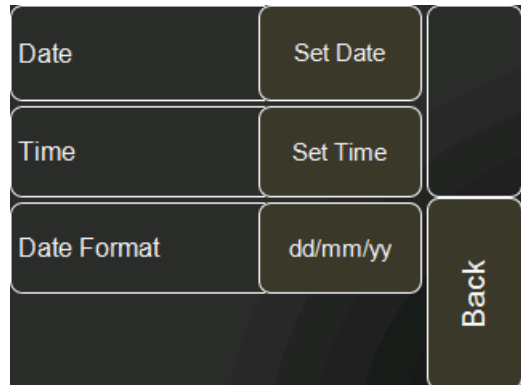 Date
Set Date
Time
Set Time
Date Format
dd/mm/yy
Back